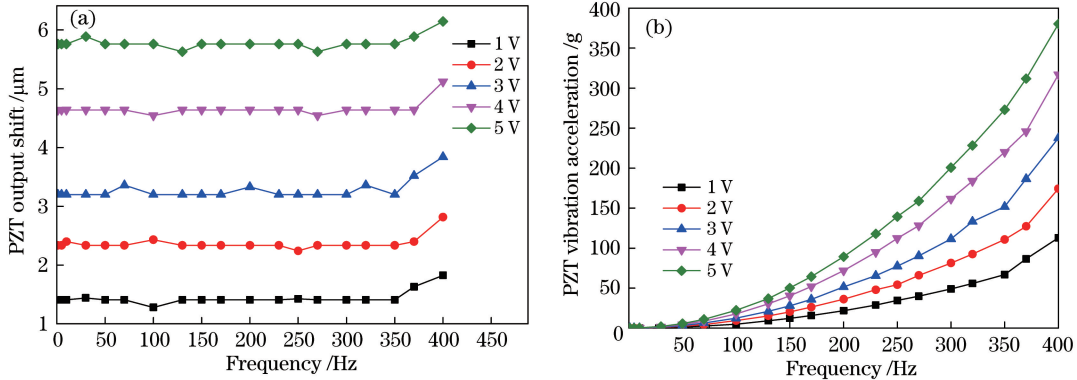 (a)
PZT output shift /μm
6
5
4
3
2
1
0 50 100 150 200 250 300 350 400 450
Frequency /Hz
1 V
2 V
3 V
4 V
5 V
(b)
PZT vibration acceleration /g
400
350
300
250
200
150
100
50
0
50 100 150 200 250 300 350 400
Frequency /Hz
1 V
2 V
3 V
4 V
5 V